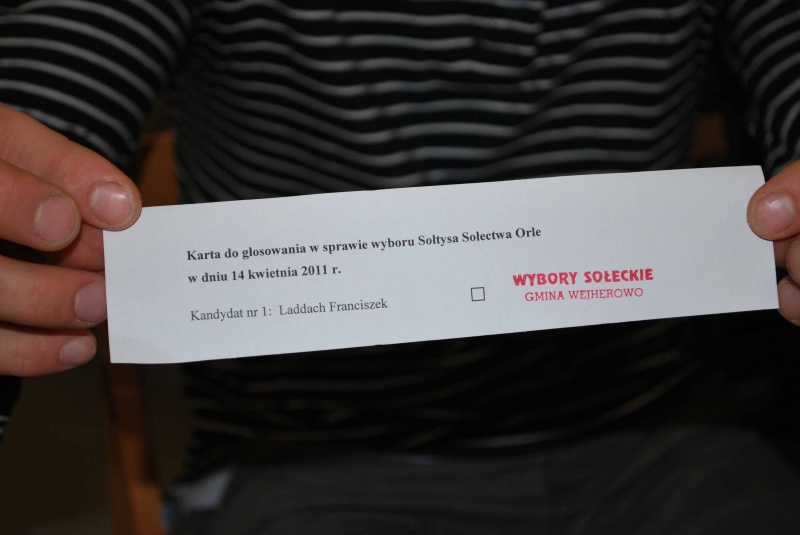 Karta do głosowania w sprawie wyboru Sołtysa Sołectwa Orle
w dniu 14 kwietnia 2011 r.
Kandydat nr 1: Laddach Franciszek
WYBORY SOŁECKIE
GMINA WEJHEROWO